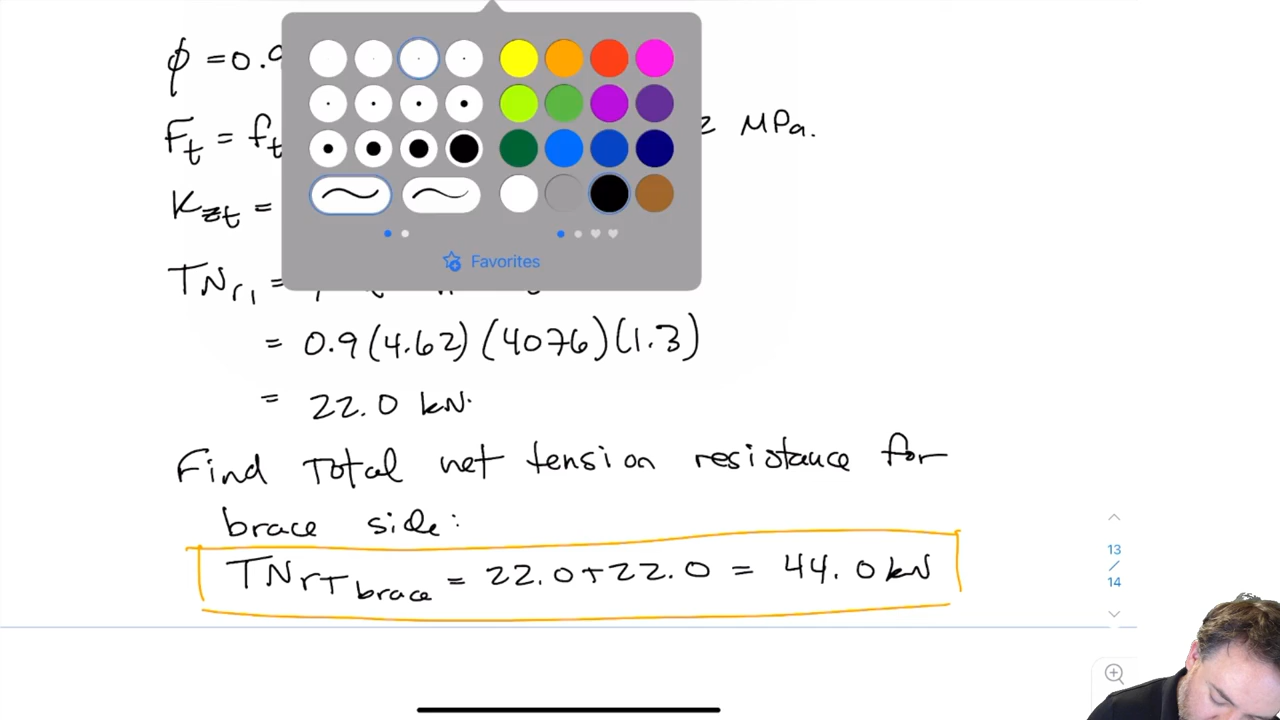 φ = 0.9
F_t = f_t 2 MPa.
K_zt =
Favorites
TN_r1 =
= 0.9(4.62)(4076)(1.3)
= 22.0 kN.
Find Total net tension resistance for
brace side:
TN_rT brace = 22.0+22.0 = 44.0 kN
13
/
14